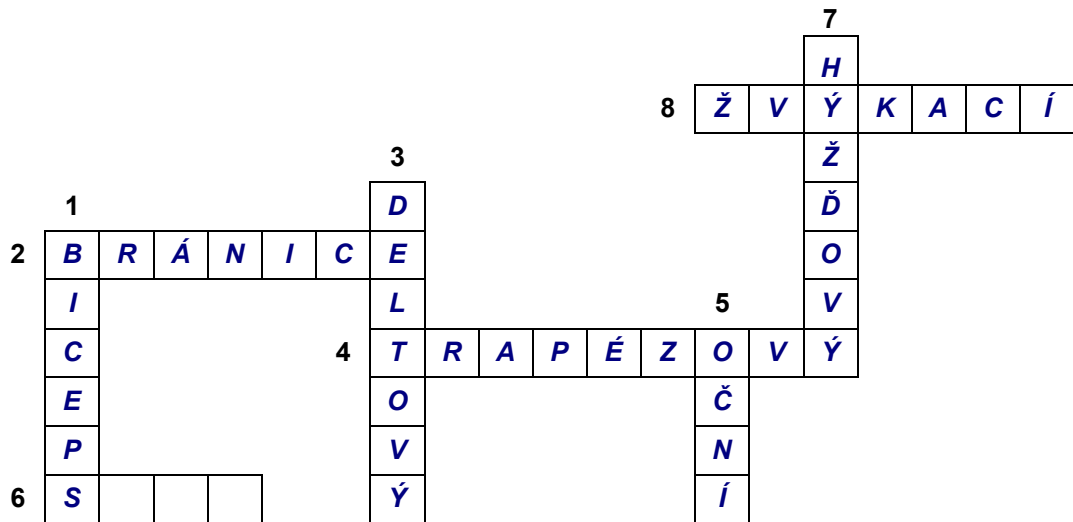 7
H
8 Ž V Ý K A C Í
3 Ž
1 D Ď
2 B R Á N I C E O
I L 5 V
C 4 T R A P É Z O V Ý
E O Č
P V N
6 S Ý Í